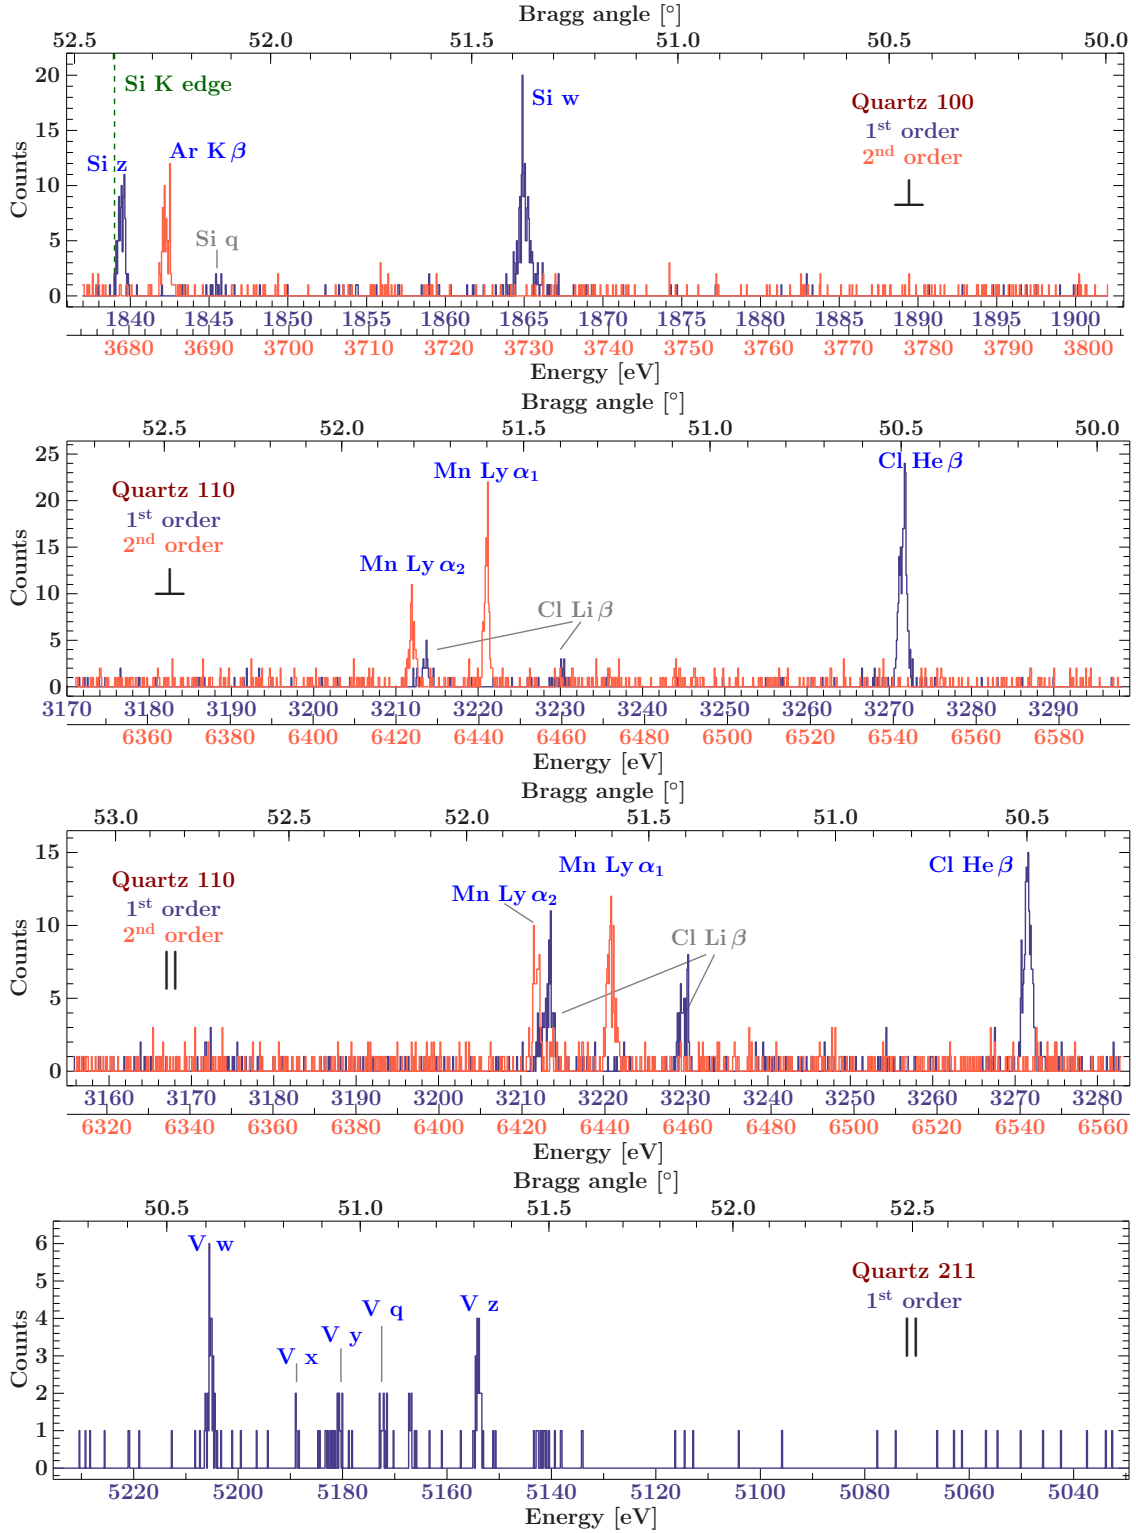 Bragg angle [°]
52.5 52.0 51.5 51.0 50.5 50.0
Counts
20
15
10
5
0
Si K edge
Si z
Ar K β
Si q
Si w
Quartz 100
1st order
2nd order
1840 1845 1850 1855 1860 1865 1870 1875 1880 1885 1890 1895 1900
3680 3690 3700 3710 3720 3730 3740 3750 3760 3770 3780 3790 3800
Energy [eV]
Bragg angle [°]
52.5 52.0 51.5 51.0 50.5 50.0
Counts
25
20
15
10
5
0
Quartz 110
1st order
2nd order
Mn Ly α2
Mn Ly α1
Cl Li β
Cl He β
3170 3180 3190 3200 3210 3220 3230 3240 3250 3260 3270 3280 3290
6360 6380 6400 6420 6440 6460 6480 6500 6520 6540 6560 6580
Energy [eV]
Bragg angle [°]
53.0 52.5 52.0 51.5 51.0 50.5
Counts
15
10
5
0
Quartz 110
1st order
2nd order
Mn Ly α2
Mn Ly α1
Cl Li β
Cl He β
3160 3170 3180 3190 3200 3210 3220 3230 3240 3250 3260 3270 3280
6320 6340 6360 6380 6400 6420 6440 6460 6480 6500 6520 6540 6560
Energy [eV]
Bragg angle [°]
50.5 51.0 51.5 52.0 52.5
Counts
6
5
4
3
2
1
0
V w
V x
V y
V q
V z
Quartz 211
1st order
5220 5200 5180 5160 5140 5120 5100 5080 5060 5040
Energy [eV]